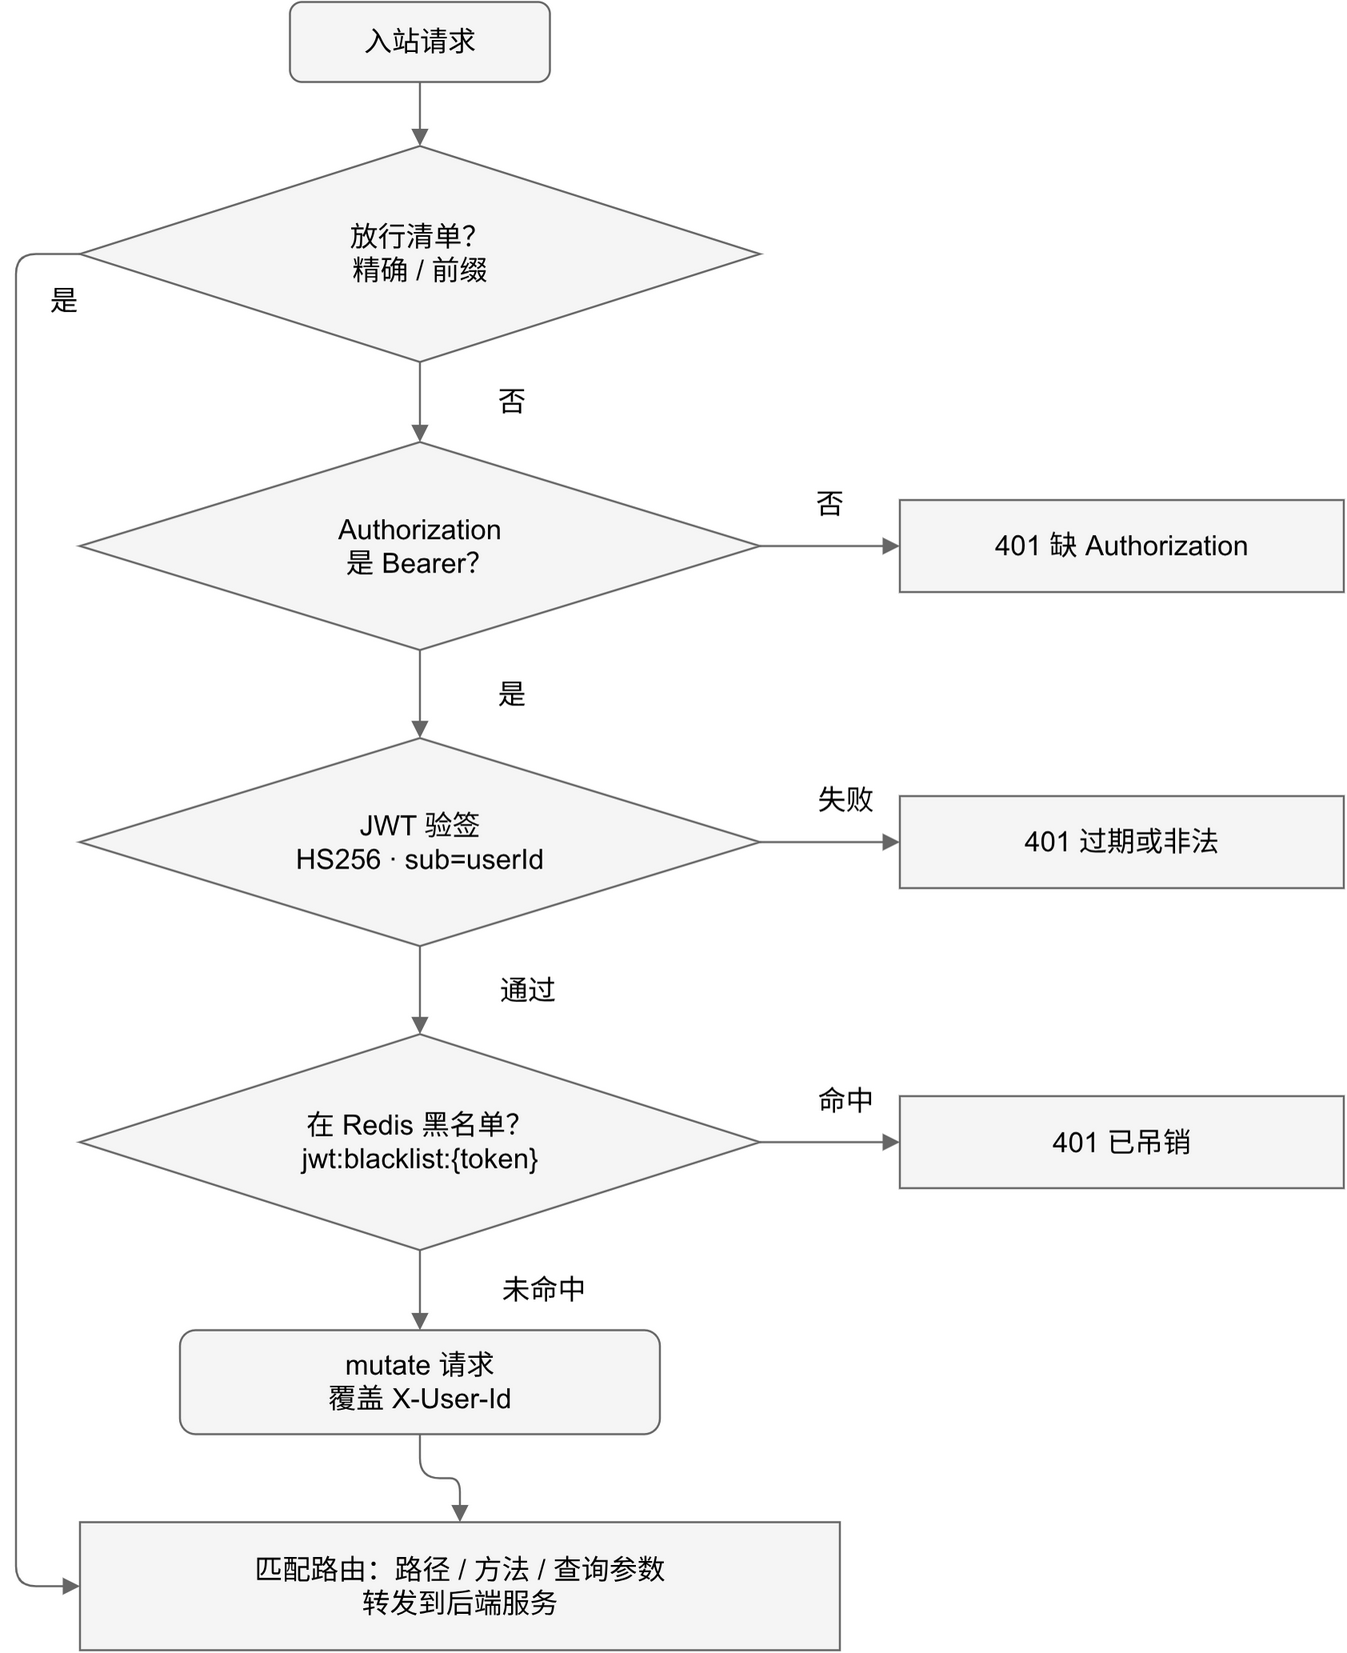 入站请求
放行清单？
精确 / 前缀
是
否
Authorization
是 Bearer？
否
401 缺 Authorization
是
JWT 验签
HS256 · sub=userId
失败
401 过期或非法
通过
在 Redis 黑名单？
jwt:blacklist:{token}
命中
401 已吊销
未命中
mutate 请求
覆盖 X-User-Id
匹配路由：路径 / 方法 / 查询参数
转发到后端服务